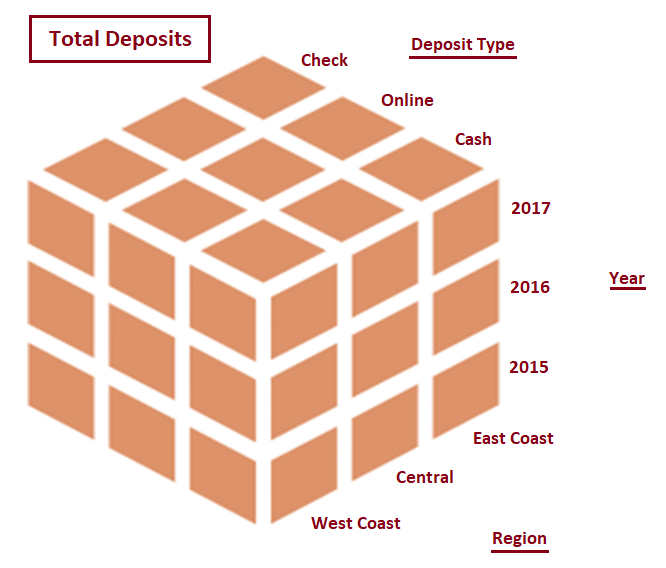 Total Deposits
Deposit Type
Check
Online
Cash
2017
2016
2015
Year
East Coast
Central
West Coast
Region